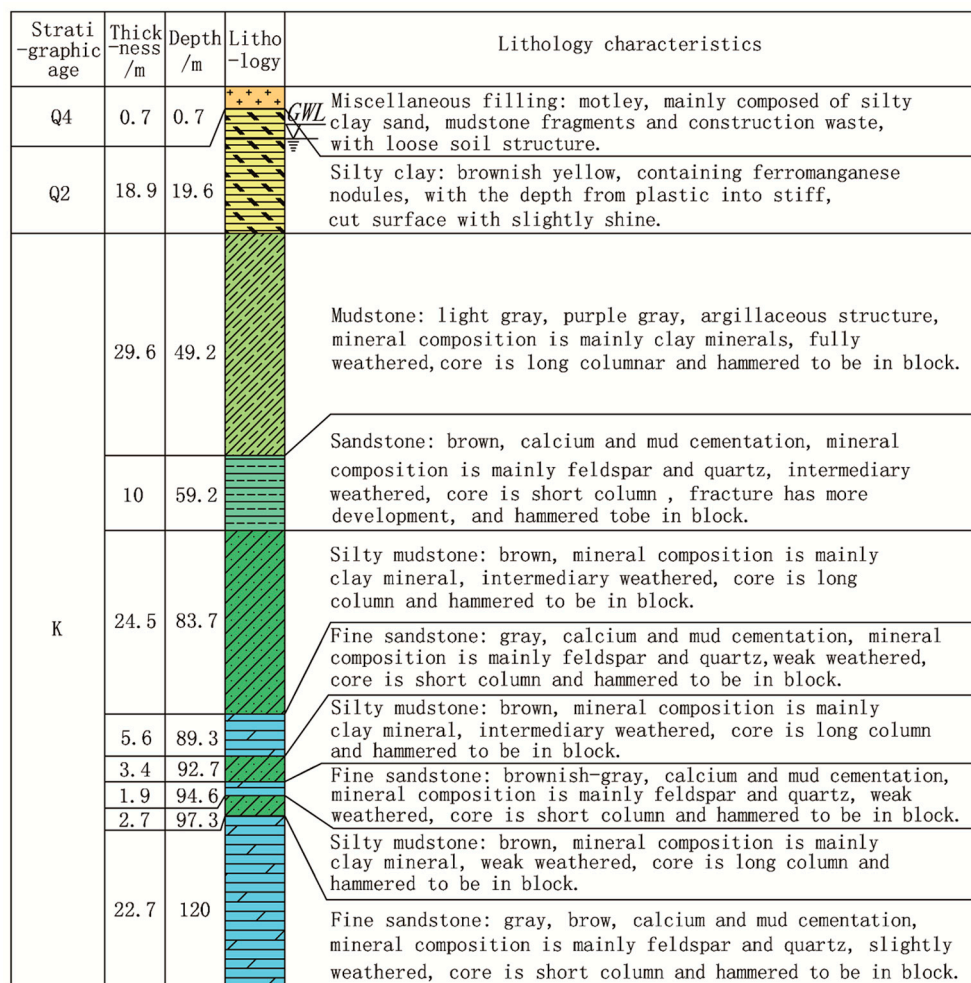 Strati
-graphic
age
Thick
-ness
/m
Depth
/m
Litho
-logy
Lithology characteristics
Q4
0.7
0.7
GWL
Miscellaneous filling: motley, mainly composed of silty
clay sand, mudstone fragments and construction waste,
with loose soil structure.
Q2
18.9
19.6
Silty clay: brownish yellow, containing ferromanganese
nodules, with the depth from plastic into stiff,
cut surface with slightly shine.
K
29.6
49.2
Mudstone: light gray, purple gray, argillaceous structure,
mineral composition is mainly clay minerals, fully
weathered, core is long columnar and hammered to be in block.
10
59.2
Sandstone: brown, calcium and mud cementation, mineral
composition is mainly feldspar and quartz, intermediary
weathered, core is short column , fracture has more
development, and hammered tobe in block.
24.5
83.7
Silty mudstone: brown, mineral composition is mainly
clay mineral, intermediary weathered, core is long
column and hammered to be in block.
5.6
89.3
Fine sandstone: gray, calcium and mud cementation, mineral
composition is mainly feldspar and quartz, weak weathered,
core is short column and hammered to be in block.
3.4
92.7
Silty mudstone: brown, mineral composition is mainly
clay mineral, intermediary weathered, core is long column
and hammered to be in block.
1.9
94.6
Fine sandstone: brownish-gray, calcium and mud cementation,
mineral composition is mainly feldspar and quartz, weak
weathered, core is short column and hammered to be in block.
2.7
97.3
Silty mudstone: brown, mineral composition is mainly
clay mineral, weak weathered, core is long column and
hammered to be in block.
22.7
120
Fine sandstone: gray, brow, calcium and mud cementation,
mineral composition is mainly feldspar and quartz, slightly
weathered, core is short column and hammered to be in block.